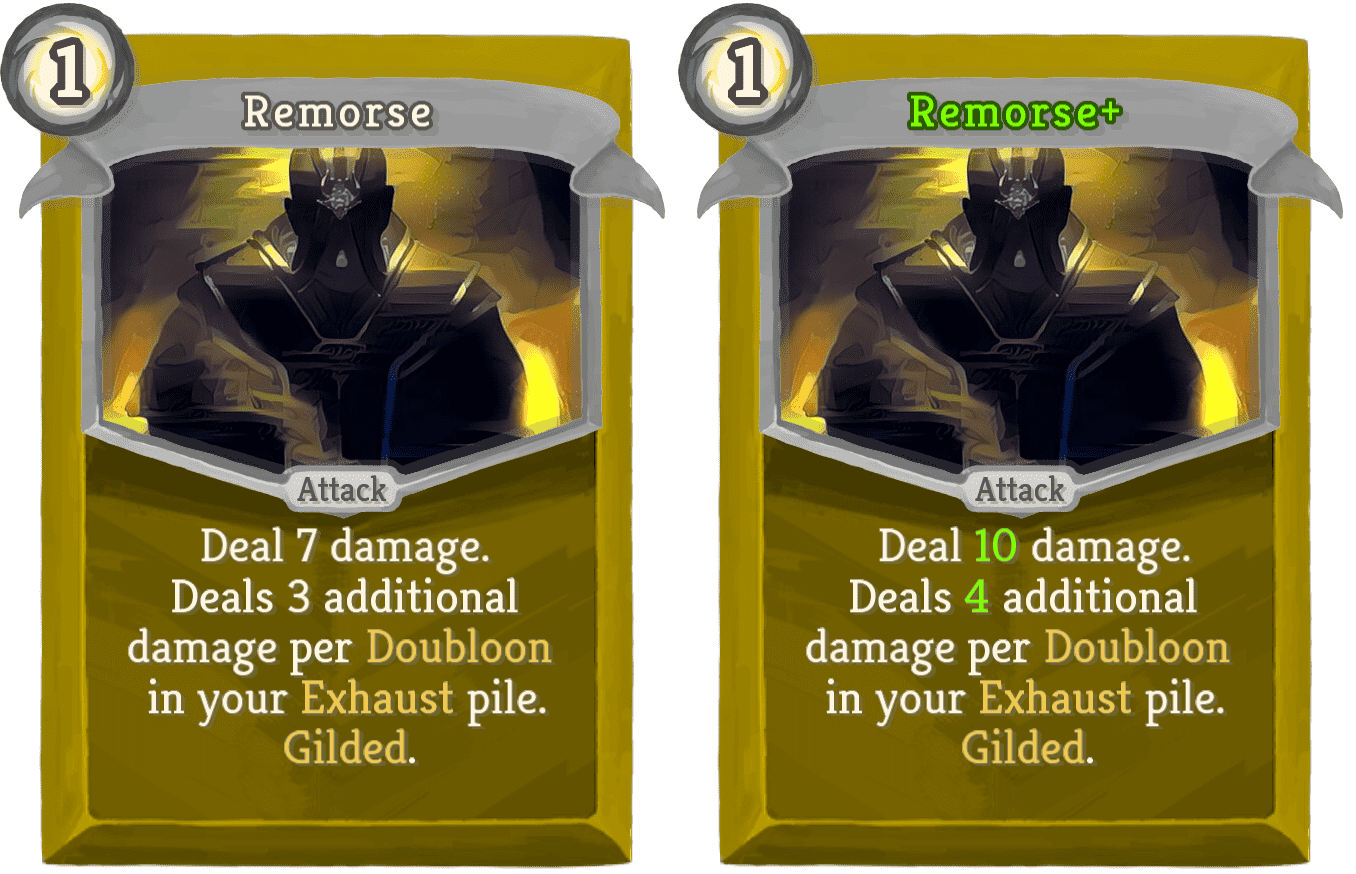 1
Remorse
Attack
Deal 7 damage.
Deals 3 additional
damage per Doubloon
in your Exhaust pile.
Gilded.
1
Remorse+
Attack
Deal 10 damage.
Deals 4 additional
damage per Doubloon
in your Exhaust pile.
Gilded.